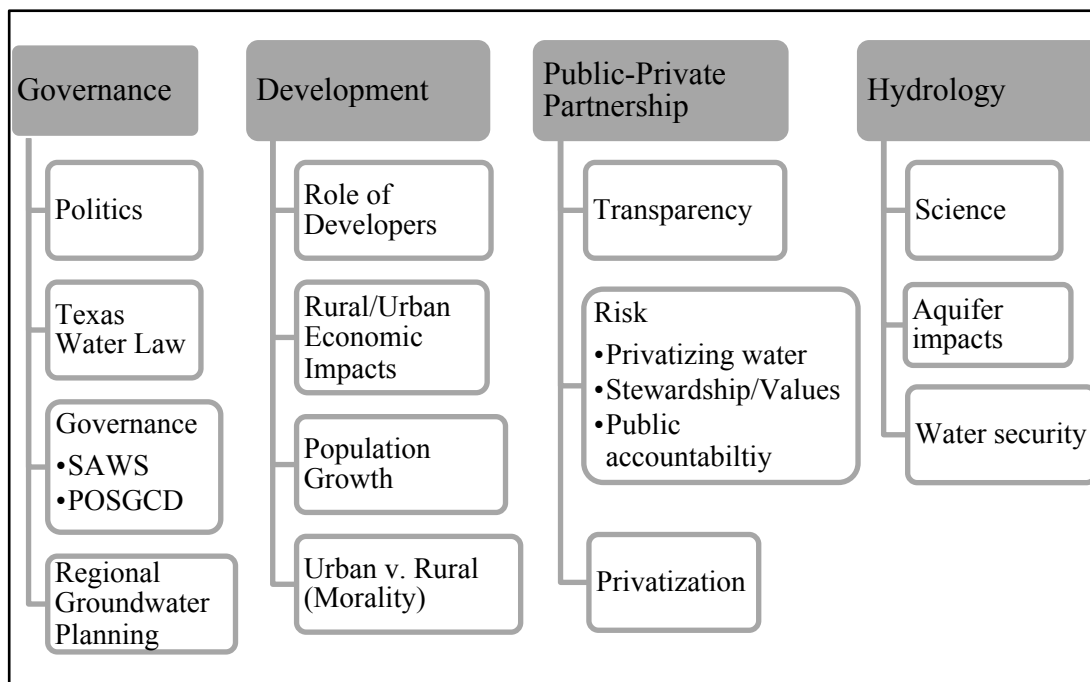 Governance
Politics
Texas
Water Law
Governance
•SAWS
•POSGCD
Regional
Groundwater
Planning
Development
Role of
Developers
Rural/Urban
Economic
Impacts
Population
Growth
Urban v. Rural
(Morality)
Public-Private
Partnership
Transparency
Risk
•Privatizing water
•Stewardship/Values
•Public
accountabiltiy
Privatization
Hydrology
Science
Aquifer
impacts
Water security